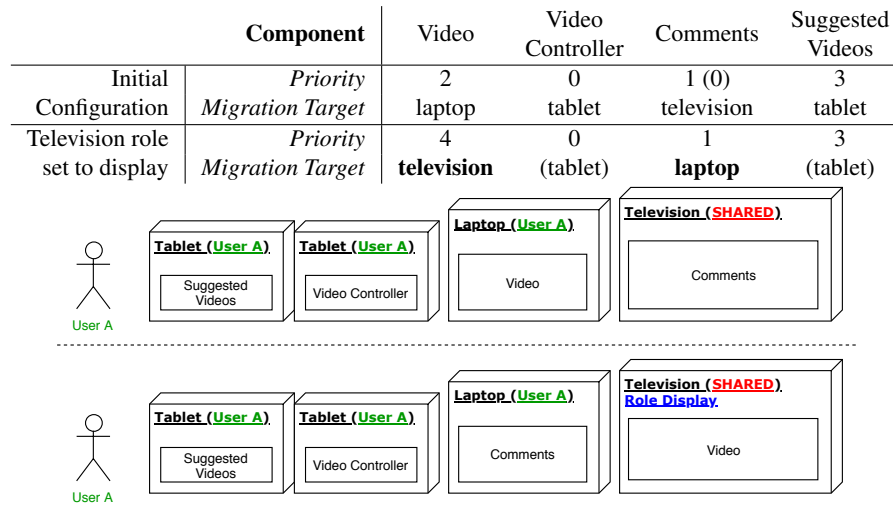 Component Video Video Controller Comments Suggested Videos
Initial Configuration Priority 2 0 1 (0) 3
Migration Target laptop tablet television tablet
Television role set to display Priority 4 0 1 3
Migration Target television (tablet) laptop (tablet)
User A
Tablet (User A)
Suggested
Videos
Tablet (User A)
Video Controller
Laptop (User A)
Video
Television (SHARED)
Comments
User A
Tablet (User A)
Suggested
Videos
Tablet (User A)
Video Controller
Laptop (User A)
Comments
Television (SHARED)
Role Display
Video